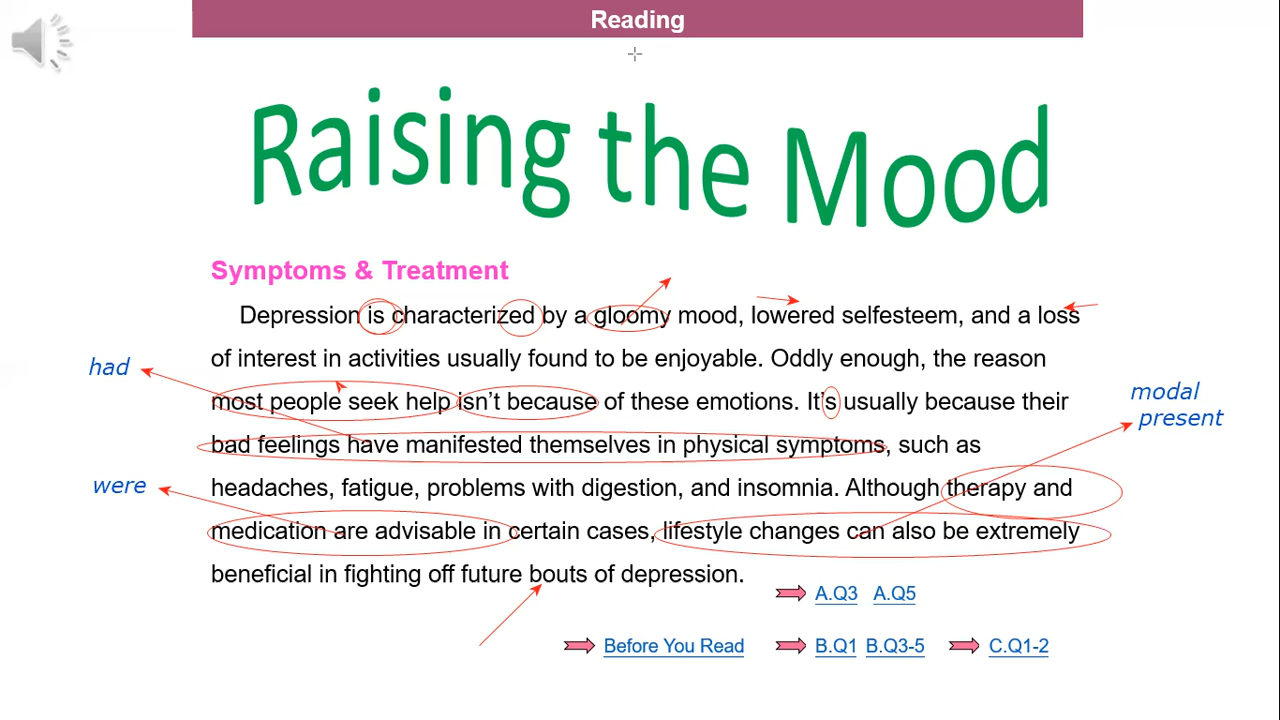 Reading
Raising the Mood
Symptoms & Treatment
Depression is characterized by a gloomy mood, lowered selfesteem, and a loss
of interest in activities usually found to be enjoyable. Oddly enough, the reason
had
most people seek help isn’t because of these emotions. It’s usually because their
modal
present
bad feelings have manifested themselves in physical symptoms, such as
were
headaches, fatigue, problems with digestion, and insomnia. Although therapy and
medication are advisable in certain cases, lifestyle changes can also be extremely
beneficial in fighting off future bouts of depression.
A.Q3 A.Q5
Before You Read B.Q1 B.Q3-5 C.Q1-2